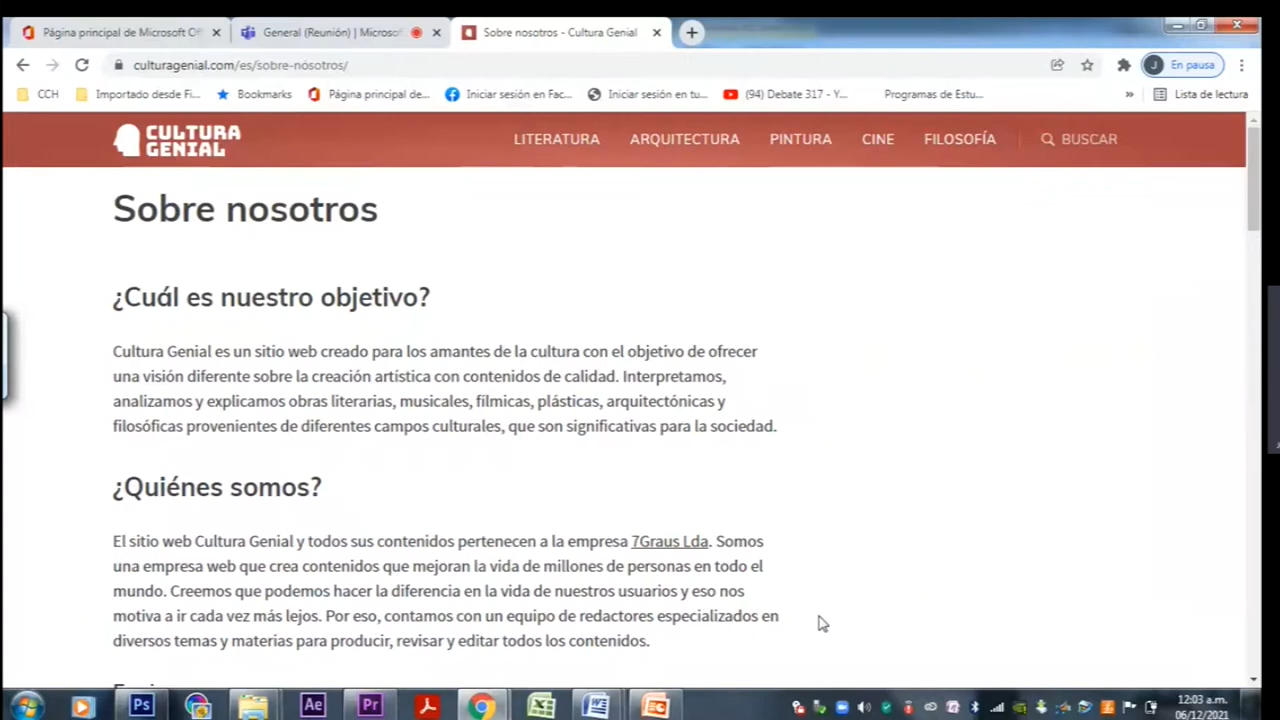 Página principal de Microsoft Of
General (Reunión) | Microso
Sobre nosotros - Cultura Genial
culturagenial.com/es/sobre-nosotros/
J En pausa
CCH
Importado desde Fi...
Bookmarks
Página principal de...
Iniciar sesión en Fac...
Iniciar sesión en tu...
(94) Debate 317 - Y...
Programas de Estu...
»
Lista de lectura
CULTURA
GENIAL
LITERATURA ARQUITECTURA PINTURA CINE FILOSOFÍA BUSCAR
Sobre nosotros
¿Cuál es nuestro objetivo?
Cultura Genial es un sitio web creado para los amantes de la cultura con el objetivo de ofrecer
una visión diferente sobre la creación artística con contenidos de calidad. Interpretamos,
analizamos y explicamos obras literarias, musicales, fílmicas, plásticas, arquitectónicas y
filosóficas provenientes de diferentes campos culturales, que son significativas para la sociedad.
¿Quiénes somos?
El sitio web Cultura Genial y todos sus contenidos pertenecen a la empresa 7Graus Lda. Somos
una empresa web que crea contenidos que mejoran la vida de millones de personas en todo el
mundo. Creemos que podemos hacer la diferencia en la vida de nuestros usuarios y eso nos
motiva a ir cada vez más lejos. Por eso, contamos con un equipo de redactores especializados en
diversos temas y materias para producir, revisar y editar todos los contenidos.
Ps
Ae
Pr
12:03 a.m.
06/12/2021